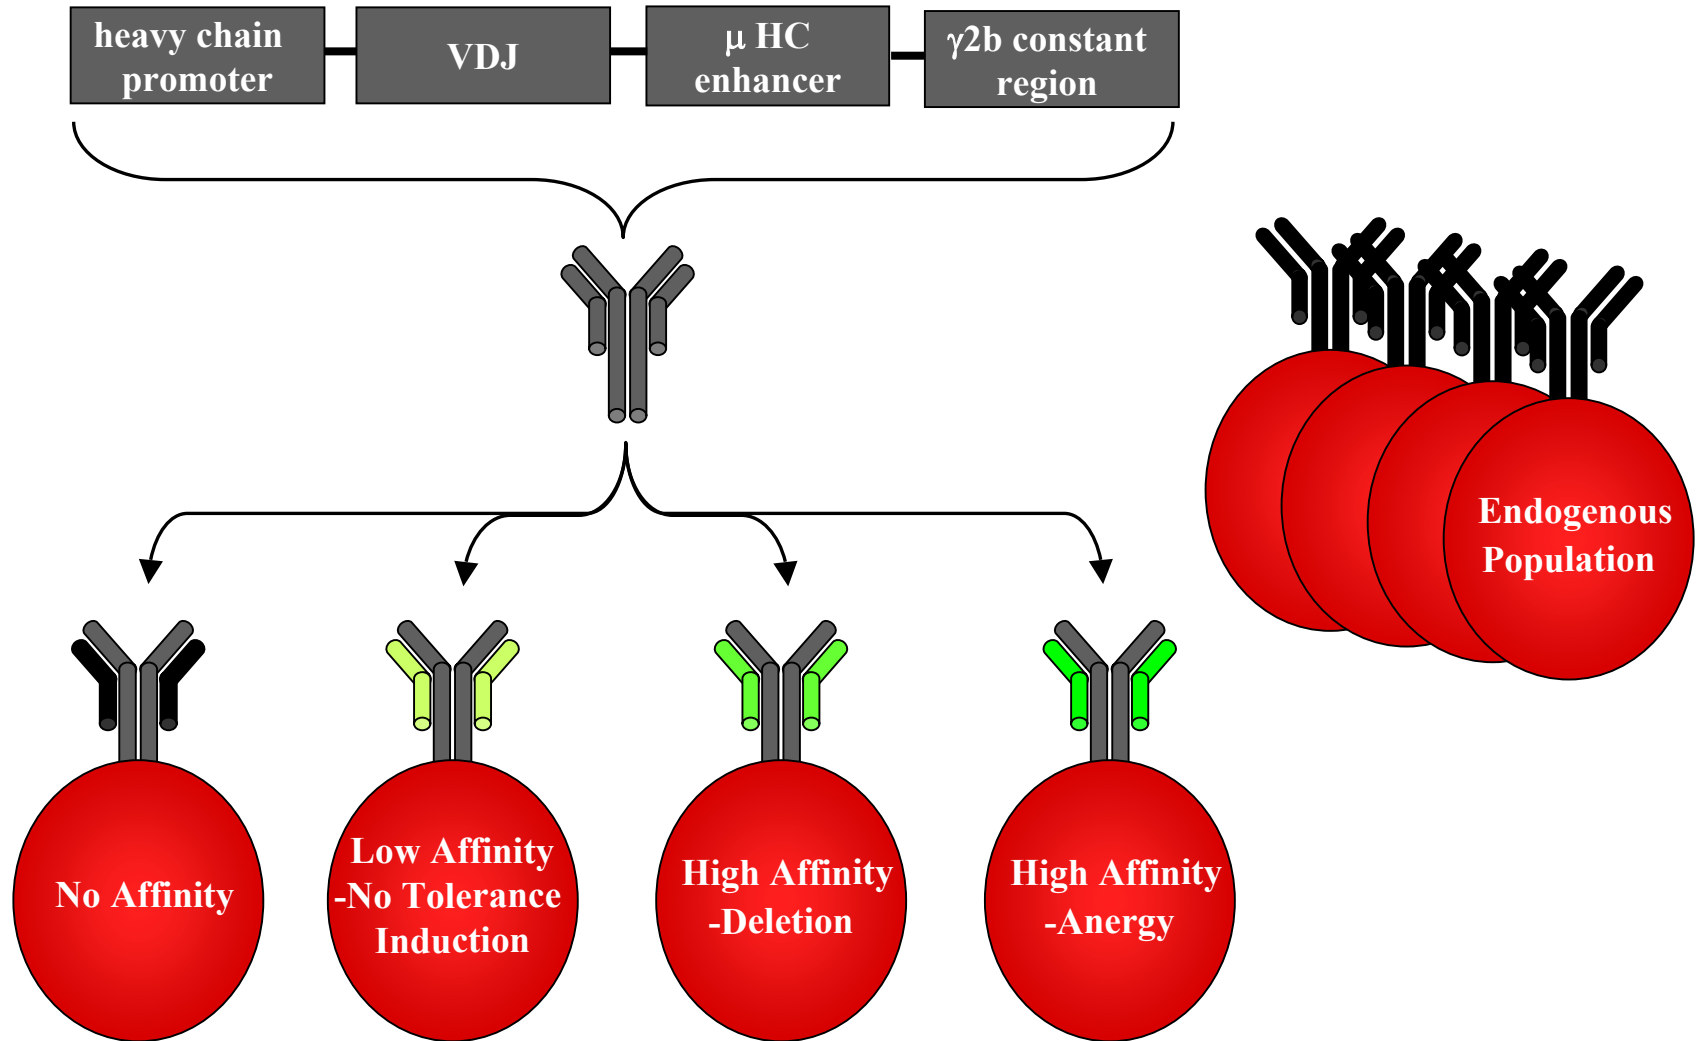 heavy chain
promoter
VDJ
μ HC
enhancer
γ2b constant
region
Endogenous
Population
No Affinity
Low Affinity
-No Tolerance
Induction
High Affinity
-Deletion
High Affinity
-Anergy